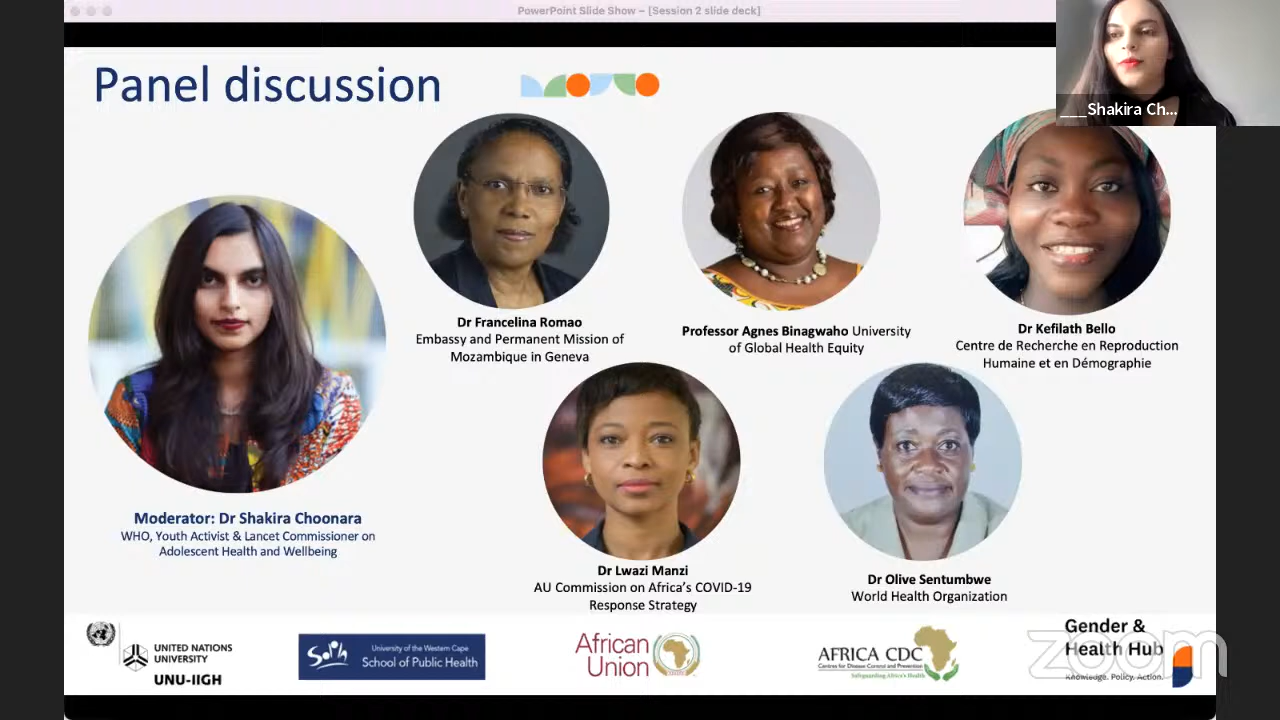 PowerPoint Slide Show – [Session 2 slide deck]
___Shakira Ch...
Panel discussion
Dr Francelina Romao
Embassy and Permanent Mission of
Mozambique in Geneva
Professor Agnes Binagwaho University
of Global Health Equity
Dr Kefilath Bello
Centre de Recherche en Reproduction
Humaine et en Démographie
Moderator: Dr Shakira Choonara
WHO, Youth Activist & Lancet Commissioner on
Adolescent Health and Wellbeing
Dr Lwazi Manzi
AU Commission on Africa's COVID-19
Response Strategy
Dr Olive Sentumbwe
World Health Organization
UNITED NATIONS
UNIVERSITY
UNU-IIGH
SoPh
University of the Western Cape
School of Public Health
African
Union
AFRICA CDC
Centres for Disease Control and Prevention
Safeguarding Africa's Health
Gender &
Health Hub
Knowledge. Policy. Action.
zoom